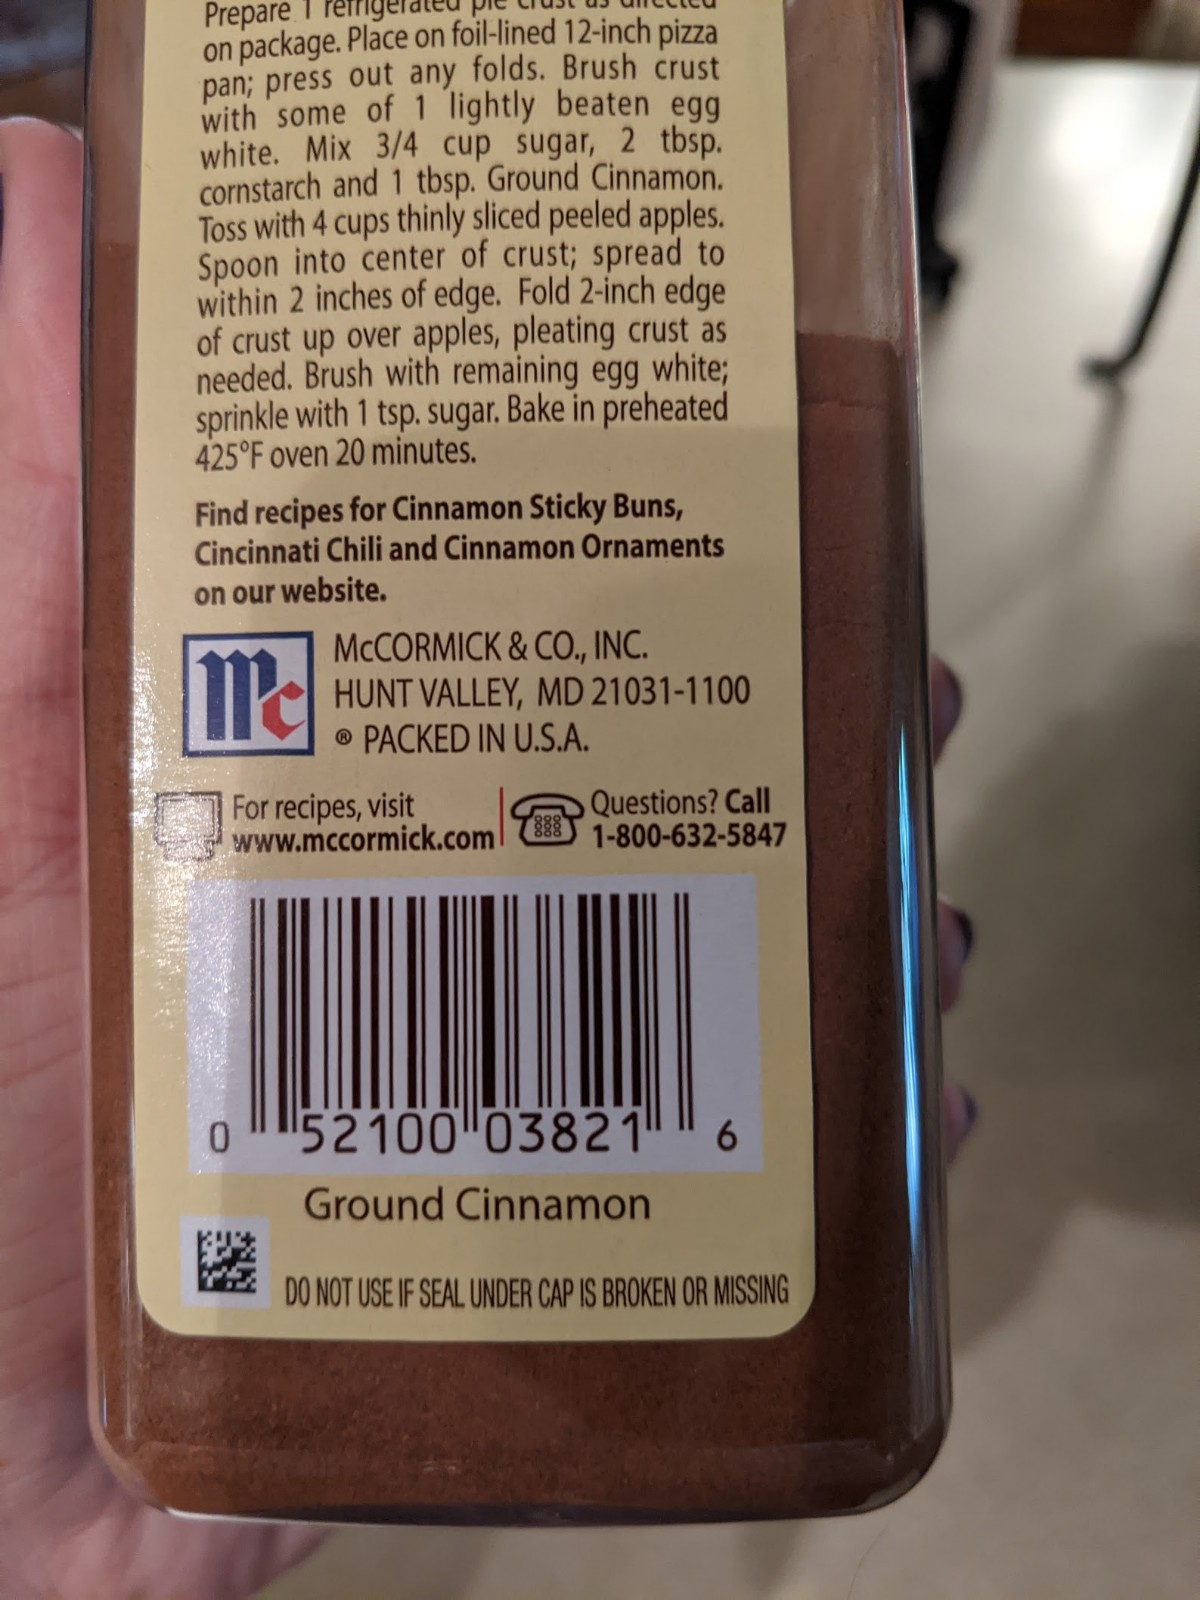 Prepare 1 refrigerated pie crust as directed
on package. Place on foil-lined 12-inch pizza
pan; press out any folds. Brush crust
with some of 1 lightly beaten egg
white. Mix 3/4 cup sugar, 2 tbsp.
cornstarch and 1 tbsp. Ground Cinnamon.
Toss with 4 cups thinly sliced peeled apples.
Spoon into center of crust; spread to
within 2 inches of edge. Fold 2-inch edge
of crust up over apples, pleating crust as
needed. Brush with remaining egg white;
sprinkle with 1 tsp. sugar. Bake in preheated
425°F oven 20 minutes.
Find recipes for Cinnamon Sticky Buns,
Cincinnati Chili and Cinnamon Ornaments
on our website.
Mc
McCORMICK & CO., INC.
HUNT VALLEY, MD 21031-1100
® PACKED IN U.S.A.
For recipes, visit
www.mccormick.com
Questions? Call
1-800-632-5847
0 52100 03821 6
Ground Cinnamon
DO NOT USE IF SEAL UNDER CAP IS BROKEN OR MISSING